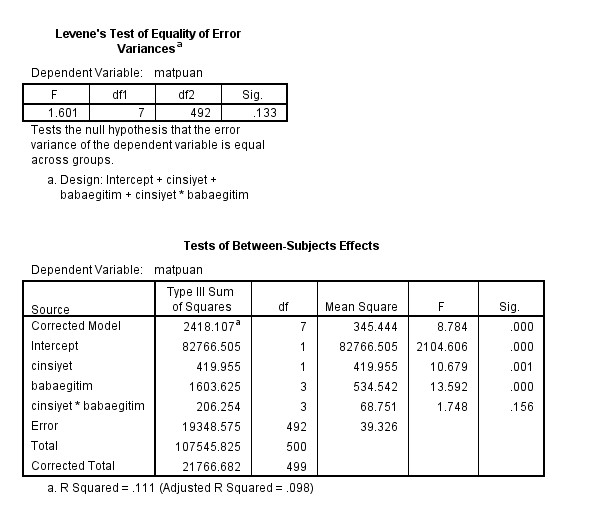 Levene's Test of Equality of Error
Variancesa
Dependent Variable: matpuan
F df1 df2 Sig.
1.601 7 492 .133
Tests the null hypothesis that the error
variance of the dependent variable is equal
across groups.
a. Design: Intercept + cinsiyet +
babaegitim + cinsiyet * babaegitim
Tests of Between-Subjects Effects
Dependent Variable: matpuan
Source Type III Sum of Squares df Mean Square F Sig.
Corrected Model 2418.107a 7 345.444 8.784 .000
Intercept 82766.505 1 82766.505 2104.606 .000
cinsiyet 419.955 1 419.955 10.679 .001
babaegitim 1603.625 3 534.542 13.592 .000
cinsiyet * babaegitim 206.254 3 68.751 1.748 .156
Error 19348.575 492 39.326
Total 107545.825 500
Corrected Total 21766.682 499
a. R Squared = .111 (Adjusted R Squared = .098)